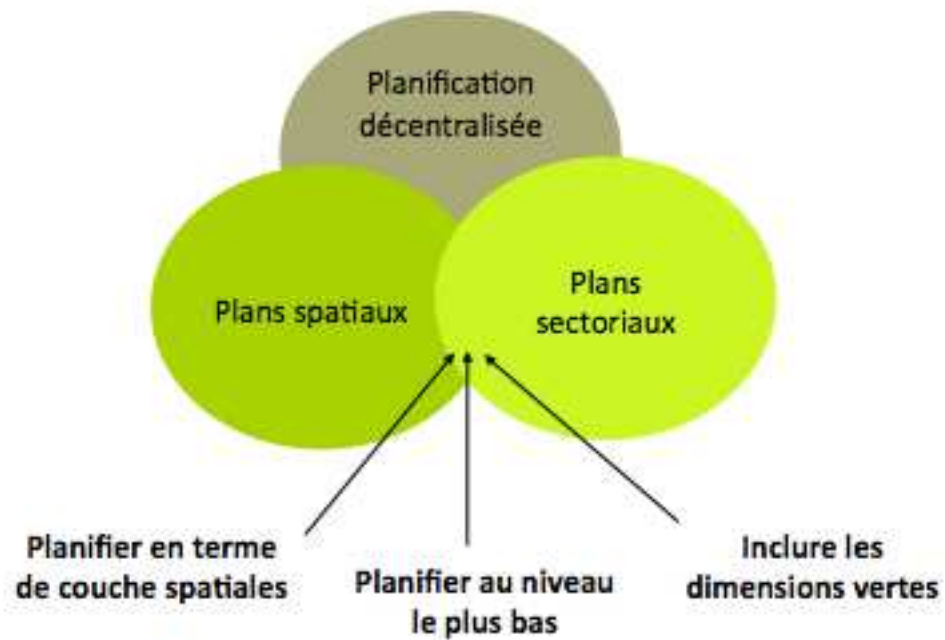 Planification
décentralisée
Plans spatiaux
Plans
sectoriaux
Planifier en terme
de couche spatiales
Planifier au niveau
le plus bas
Inclure les
dimensions vertes